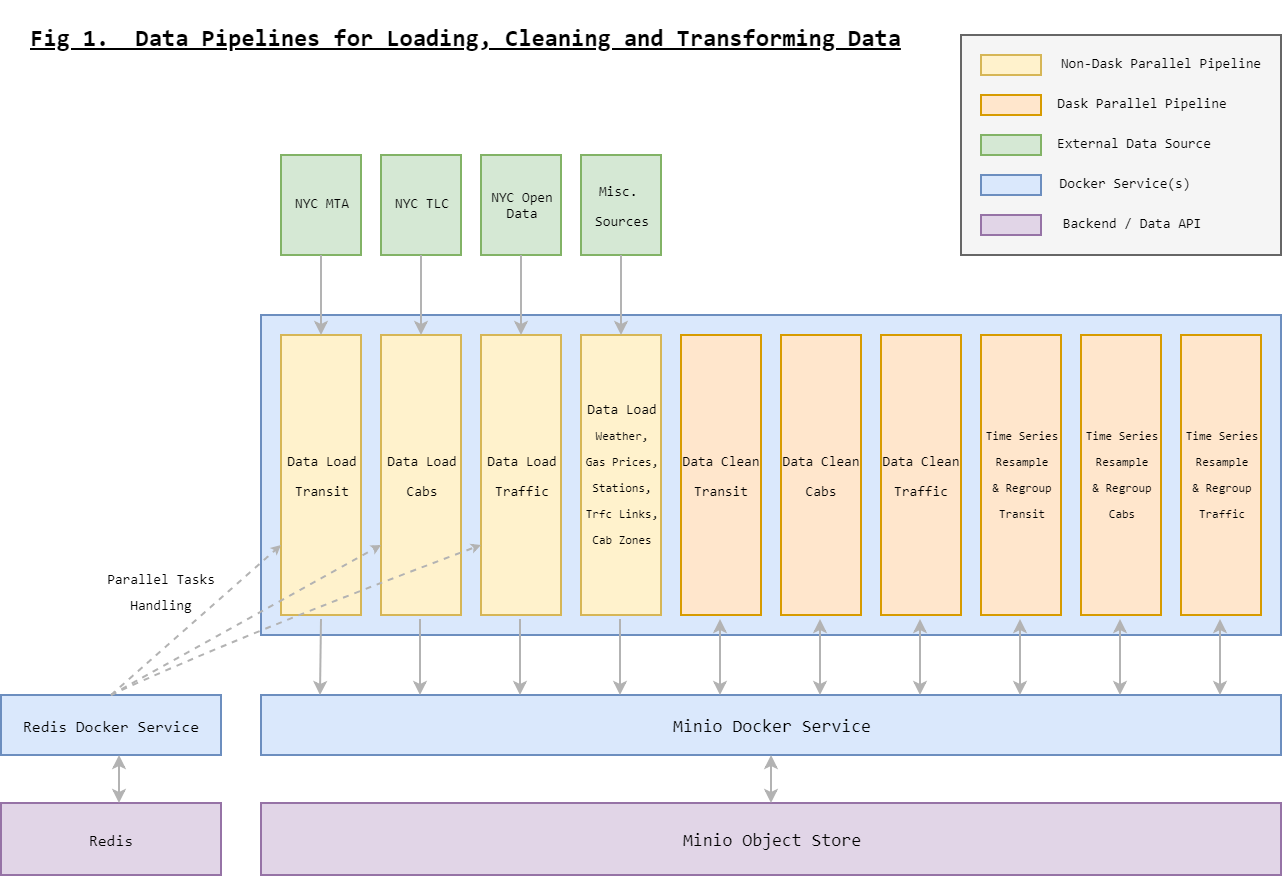 Fig 1.  Data Pipelines for Loading, Cleaning and Transforming Data
Non-Dask Parallel Pipeline
Dask Parallel Pipeline
External Data Source
Docker Service(s)
Backend / Data API
NYC MTA
NYC TLC
NYC Open
Data
Misc.
Sources
Data Load
Transit
Data Load
Cabs
Data Load
Traffic
Data Load
Weather,
Gas Prices,
Stations,
Trfc Links,
Cab Zones
Data Clean
Transit
Data Clean
Cabs
Data Clean
Traffic
Time Series
Resample
& Regroup
Transit
Time Series
Resample
& Regroup
Cabs
Time Series
Resample
& Regroup
Traffic
Parallel Tasks
Handling
Redis Docker Service
Minio Docker Service
Redis
Minio Object Store